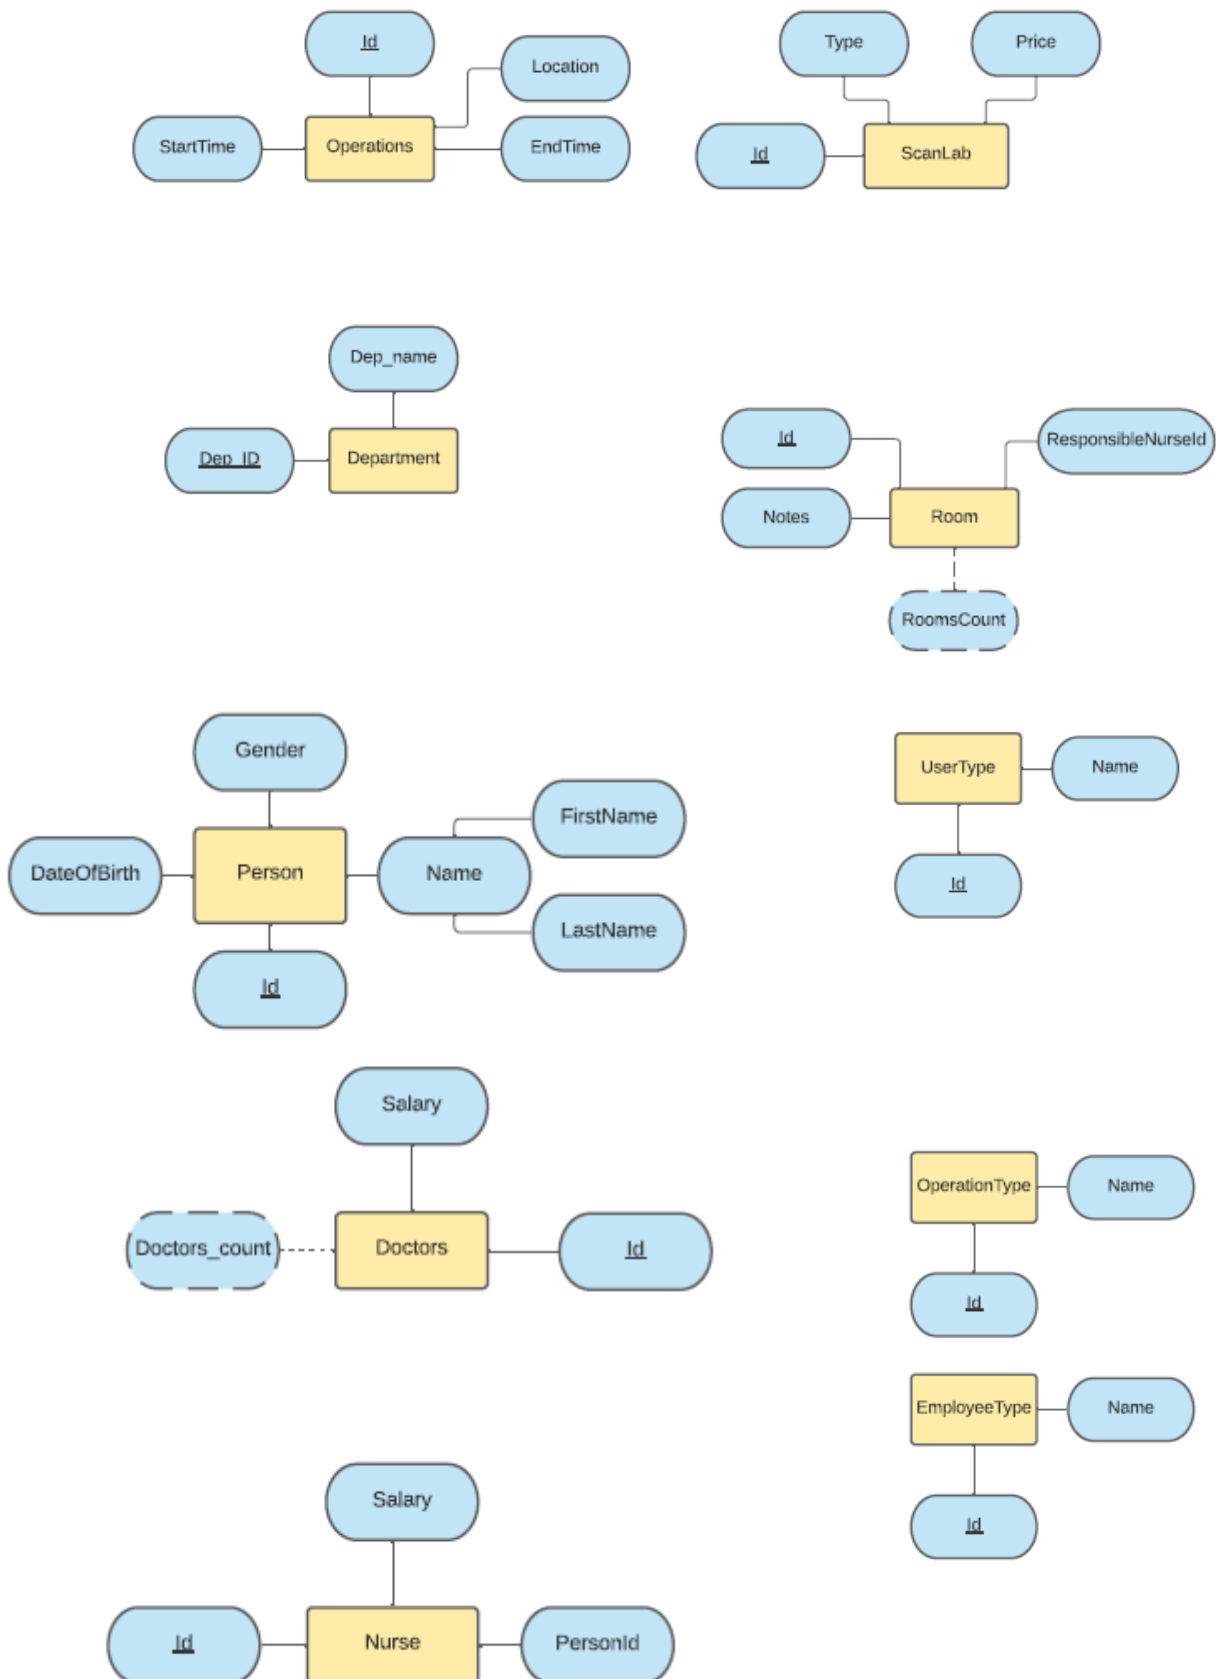 Id
Location
StartTime
Operations
EndTime
Type
Price
Id
ScanLab
Dep_name
Dep_ID
Department
Id
ResponsibleNurseId
Notes
Room
RoomsCount
Gender
DateOfBirth
Person
Name
FirstName
LastName
Id
UserType
Name
Id
Salary
Doctors_count
Doctors
Id
OperationType
Name
Id
EmployeeType
Name
Id
Salary
Id
Nurse
PersonId